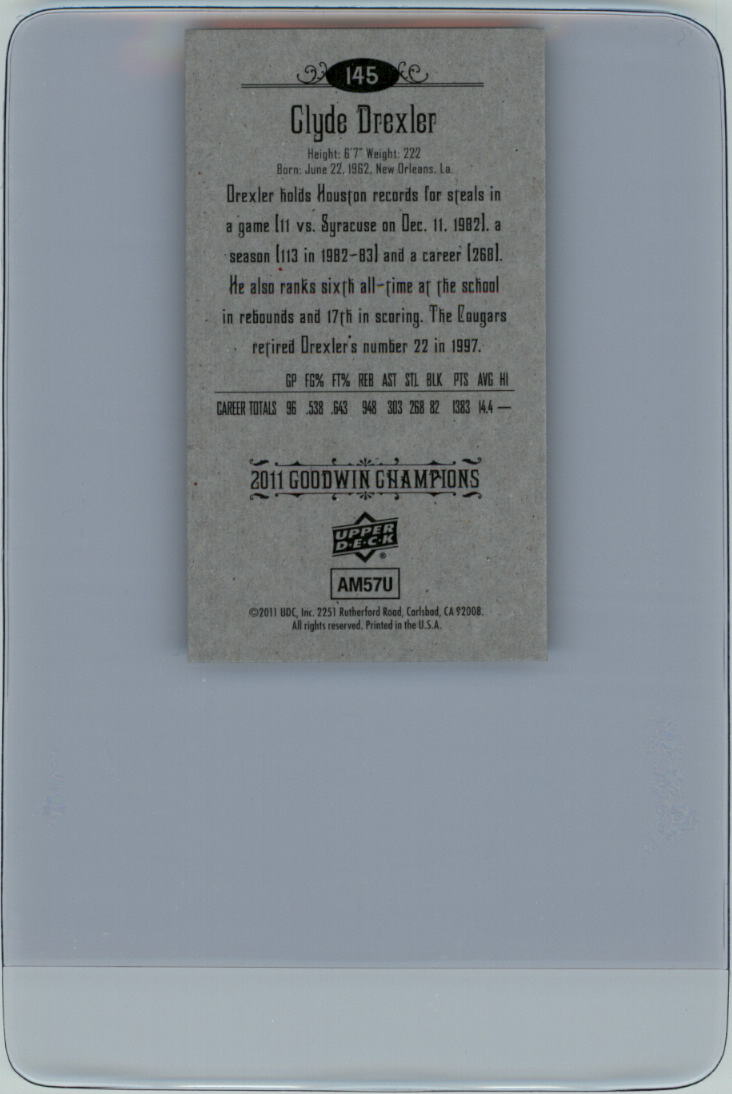 145
Clyde Drexler
Height: 6'7" Weight: 222
Born: June 22, 1962, New Orleans, La.
Drexler holds Houston records for steals in
a game (11 vs. Syracuse on Dec. 11, 1982), a
season (113 in 1982-83) and a career (268).
He also ranks sixth all-time at the school
in rebounds and 17th in scoring. The Cougars
retired Drexler's number 22 in 1997.
GP FG% FT% REB AST STL BLK PTS AVG HI
CAREER TOTALS 96 .538 .643 948 303 268 82 1383 14.4 —
2011 GOODWIN CHAMPIONS
UPPER
D·E·C·K
®
AM57U
©2011 UDC, Inc. 2251 Rutherford Road, Carlsbad, CA 92008.
All rights reserved. Printed in the U.S.A.